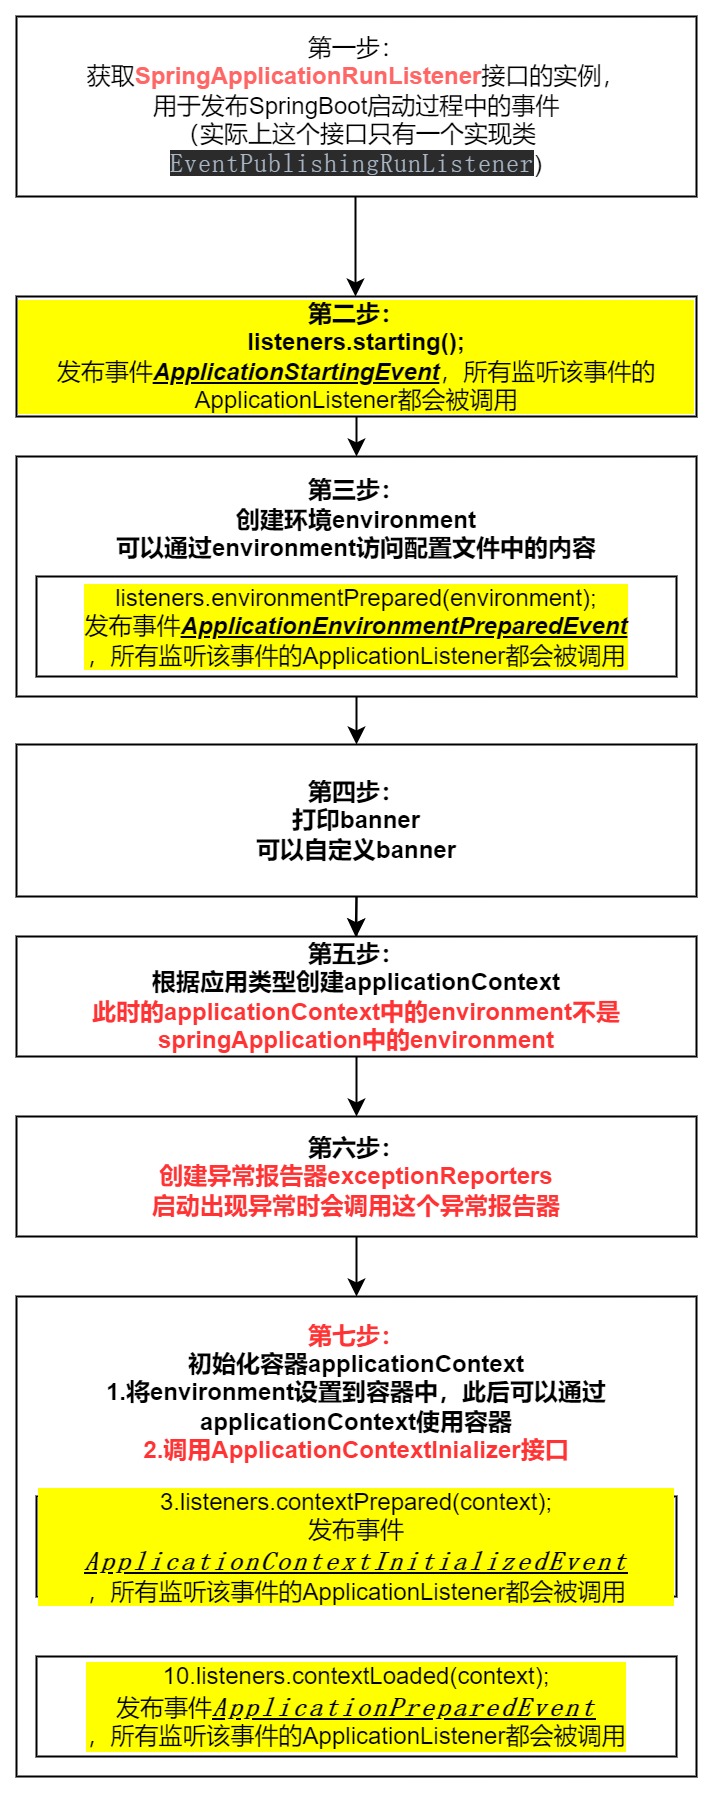 第一步：
获取SpringApplicationRunListener接口的实例，
用于发布SpringBoot启动过程中的事件
（实际上这个接口只有一个实现类
EventPublishingRunListener）
第二步：
listeners.starting();
发布事件ApplicationStartingEvent，所有监听该事件的
ApplicationListener都会被调用
第三步：
创建环境environment
可以通过environment访问配置文件中的内容
listeners.environmentPrepared(environment);
发布事件ApplicationEnvironmentPreparedEvent
，所有监听该事件的ApplicationListener都会被调用
第四步：
打印banner
可以自定义banner
第五步：
根据应用类型创建applicationContext
此时的applicationContext中的environment不是
springApplication中的environment
第六步：
创建异常报告器exceptionReporters
启动出现异常时会调用这个异常报告器
第七步：
初始化容器applicationContext
1.将environment设置到容器中，此后可以通过
applicationContext使用容器
2.调用ApplicationContextInializer接口
3.listeners.contextPrepared(context);
发布事件
ApplicationContextInitializedEvent
，所有监听该事件的ApplicationListener都会被调用
10.listeners.contextLoaded(context);
发布事件ApplicationPreparedEvent
，所有监听该事件的ApplicationListener都会被调用